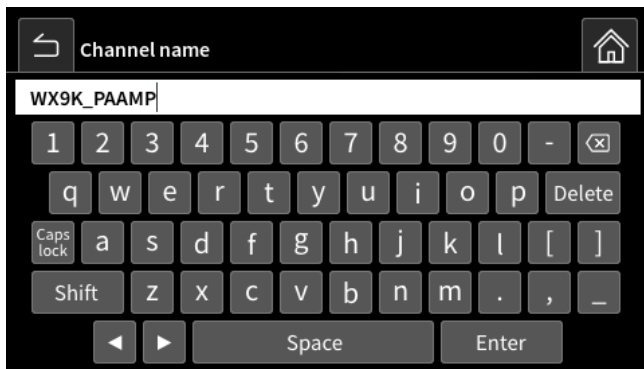 Channel name
WX9K_PAAMP
1 2 3 4 5 6 7 8 9 0 -
q w e r t y u i o p Delete
Caps lock a s d f g h j k l [ ]
Shift z x c v b n m . , _
Space Enter